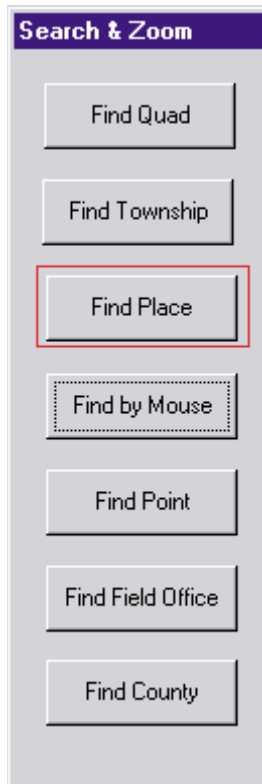 Search & Zoom
Find Quad
Find Township
Find Place
Find by Mouse
Find Point
Find Field Office
Find County